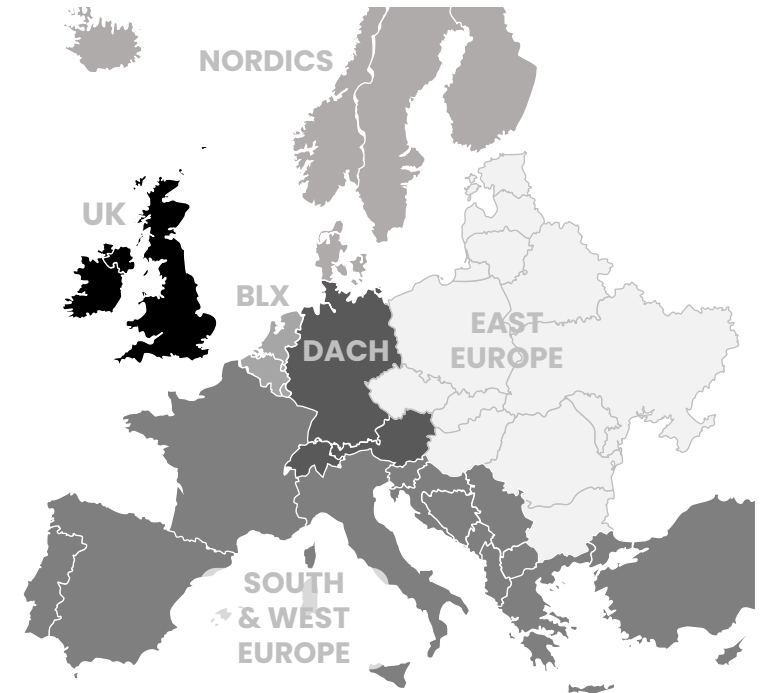 NORDICS
UK
BLX
DACH
EAST
EUROPE
SOUTH
& WEST
EUROPE